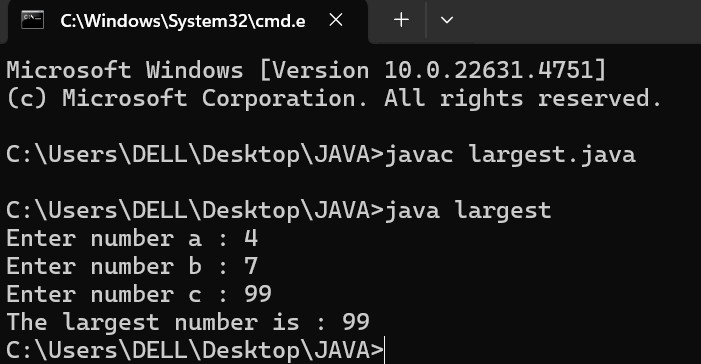 C:\Windows\System32\cmd.e
Microsoft Windows [Version 10.0.22631.4751]
(c) Microsoft Corporation. All rights reserved.
C:\Users\DELL\Desktop\JAVA>javac largest.java
C:\Users\DELL\Desktop\JAVA>java largest
Enter number a : 4
Enter number b : 7
Enter number c : 99
The largest number is : 99
C:\Users\DELL\Desktop\JAVA>